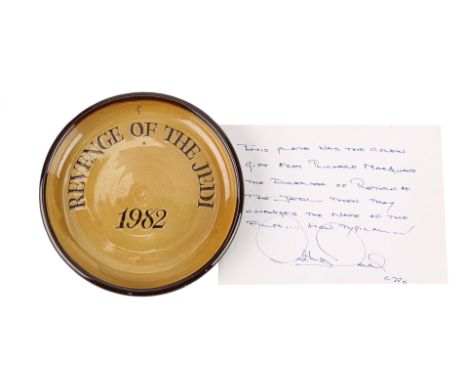 REVENGE OF THE JEDI
1982
THIS PLATE WAS THE CREW
GIFT FROM RICHARD MARQUAND
THE DIRECTOR OF RETURN OF
THE JEDI.... THEN THEY
CHANGED THE NAME OF THE
FILM.... HOW TYPICAL....!
C3PO